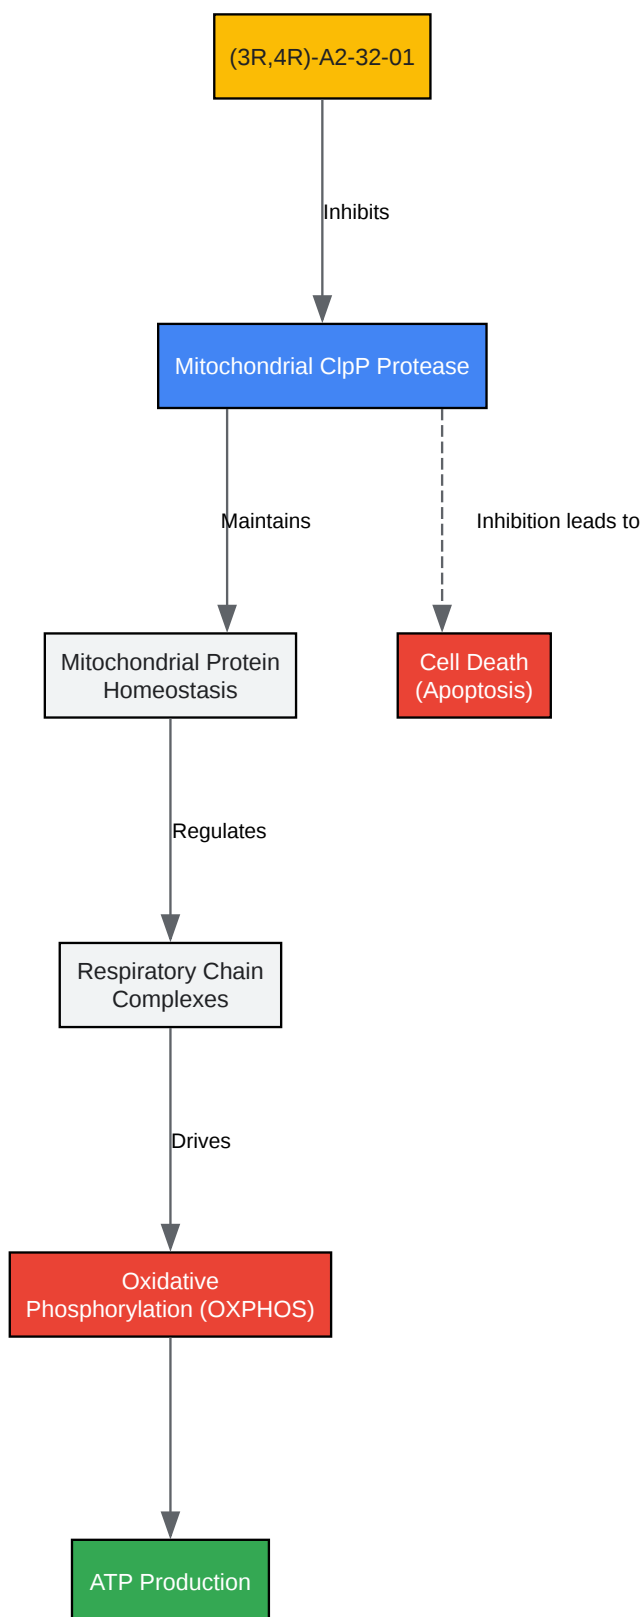 (3R,4R)-A2-32-01
Inhibits
Mitochondrial ClpP Protease
Maintains
Inhibition leads to
Mitochondrial Protein
Homeostasis
Cell Death
(Apoptosis)
Regulates
Respiratory Chain
Complexes
Drives
Oxidative
Phosphorylation (OXPHOS)
ATP Production